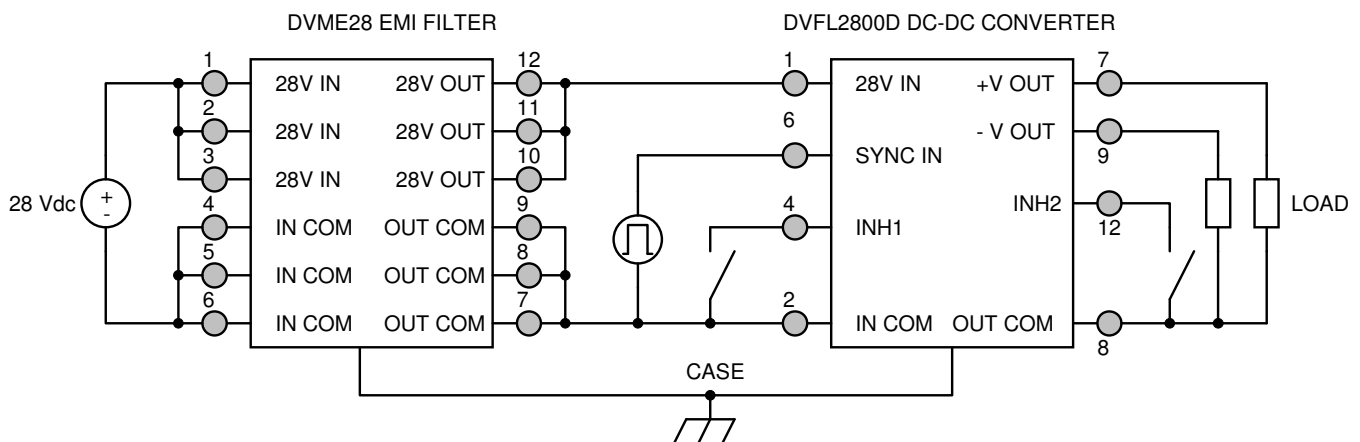 DVME28 EMI FILTER
DVFL2800D DC-DC CONVERTER
1 28V IN 28V OUT 12
2 28V IN 28V OUT 11
3 28V IN 28V OUT 10
4 IN COM OUT COM 9
5 IN COM OUT COM 8
6 IN COM OUT COM 7
28 Vdc
+
-
1 28V IN +V OUT 7
6 SYNC IN - V OUT 9
4 INH1 INH2 12
2 IN COM OUT COM 8
LOAD
CASE